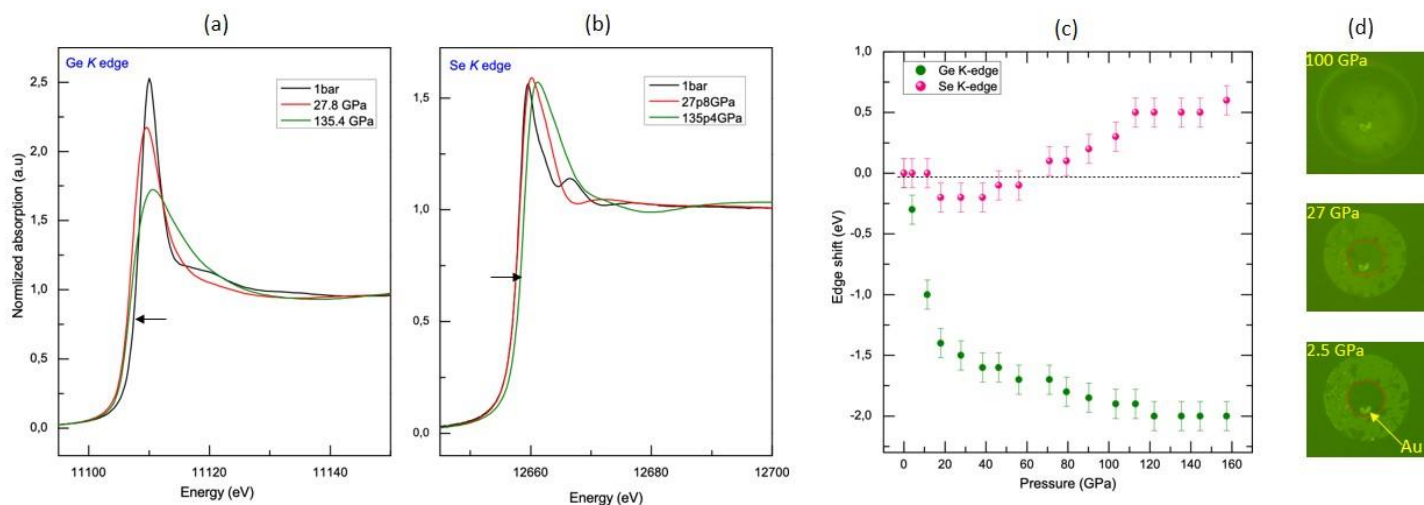 (a)
Ge K edge
1bar
27.8 GPa
135.4 GPa
2,5
2,0
1,5
1,0
0,5
0,0
Normlized absorption (a.u)
11100
11120
11140
Energy (eV)
(b)
Se K edge
1bar
27p8GPa
135p4GPa
1,5
1,0
0,5
0,0
12660
12680
12700
Energy (eV)
(c)
Ge K-edge
Se K-edge
1,0
0,5
0,0
-0,5
-1,0
-1,5
-2,0
Edge shift (eV)
0
20
40
60
80
100
120
140
160
Pressure (GPa)
(d)
100 GPa
27 GPa
2.5 GPa
Au